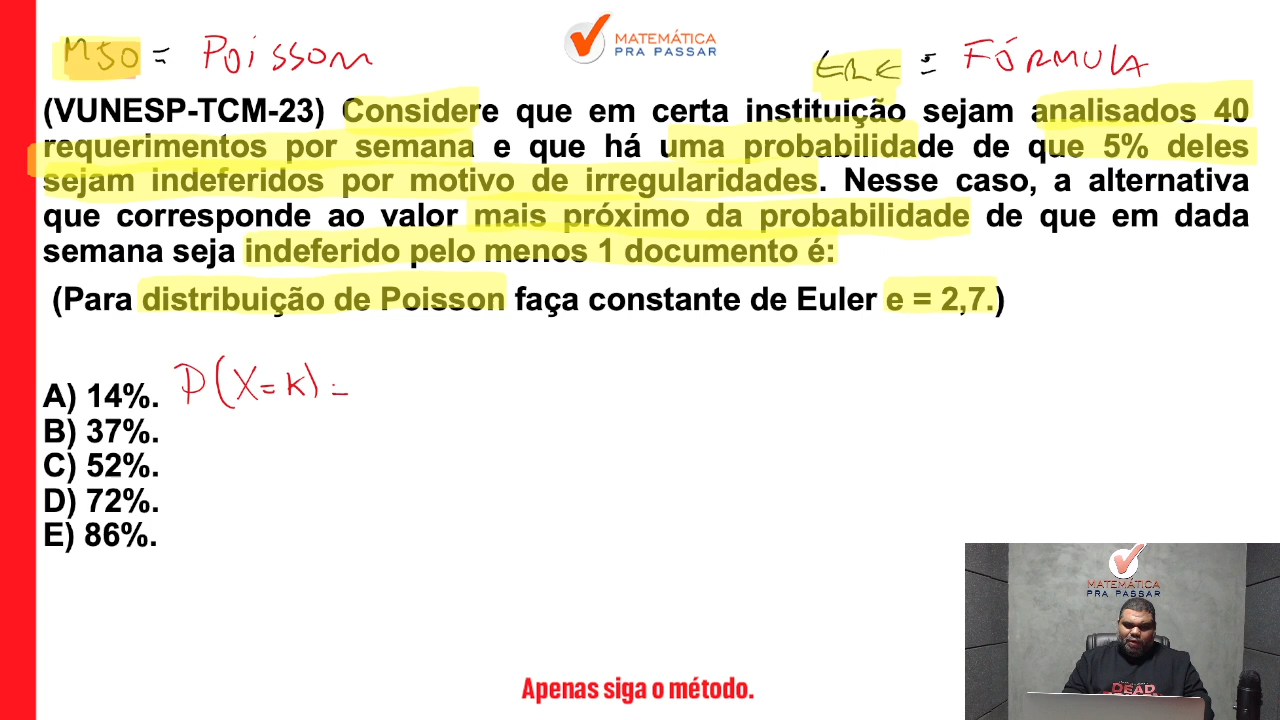 MATEMÁTICA
PRA PASSAR
MJO = POISSOM
= FÓRMULA
(VUNESP-TCM-23) Considere que em certa instituição sejam analisados 40
requerimentos por semana e que há uma probabilidade de que 5% deles
sejam indeferidos por motivo de irregularidades. Nesse caso, a alternativa
que corresponde ao valor mais próximo da probabilidade de que em dada
semana seja indeferido pelo menos 1 documento é:
(Para distribuição de Poisson faça constante de Euler e = 2,7.)
P(X=K) =
A) 14%.
B) 37%.
C) 52%.
D) 72%.
E) 86%.
MATEMÁTICA
PRA PASSAR
DEAD
Apenas siga o método.